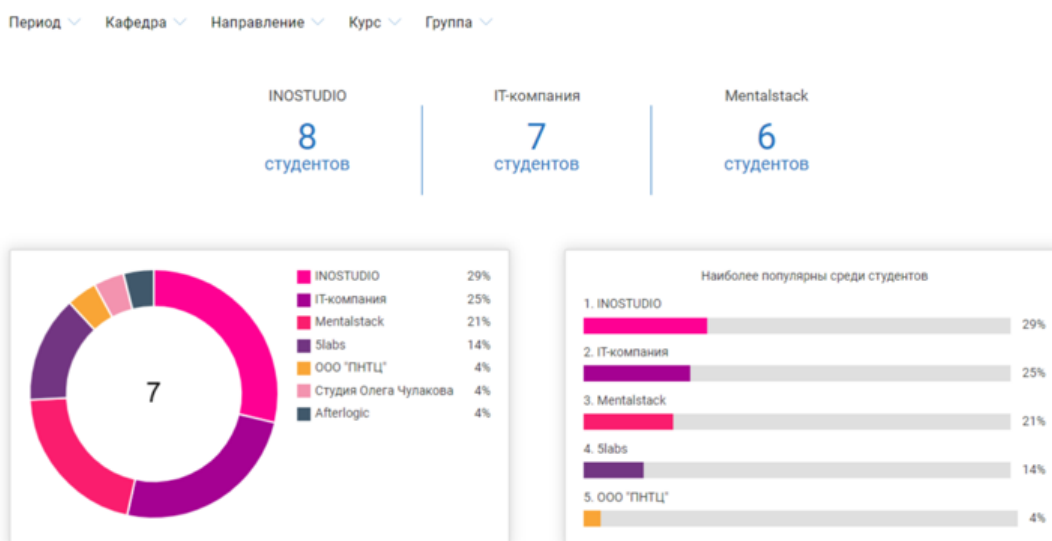 Период Кафедра Направление Курс Группа
INOSTUDIO IT-компания Mentalstack
8 7 6
студентов студентов студентов
INOSTUDIO 29%
IT-компания 25%
Mentalstack 21%
5labs 14%
ООО "ПНТЦ" 4%
Студия Олега Чулакова 4%
Afterlogic 4%
7
Наиболее популярны среди студентов
1. INOSTUDIO
29%
2. IT-компания
25%
3. Mentalstack
21%
4. 5labs
14%
5. ООО "ПНТЦ"
4%